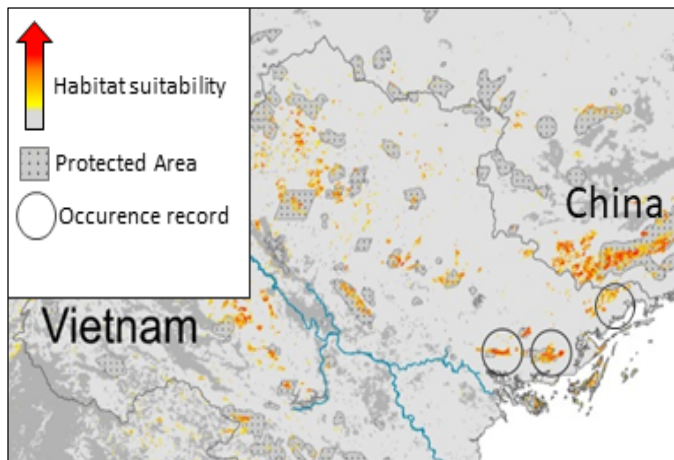 Habitat suitability
Protected Area
Occurence record
China
Vietnam